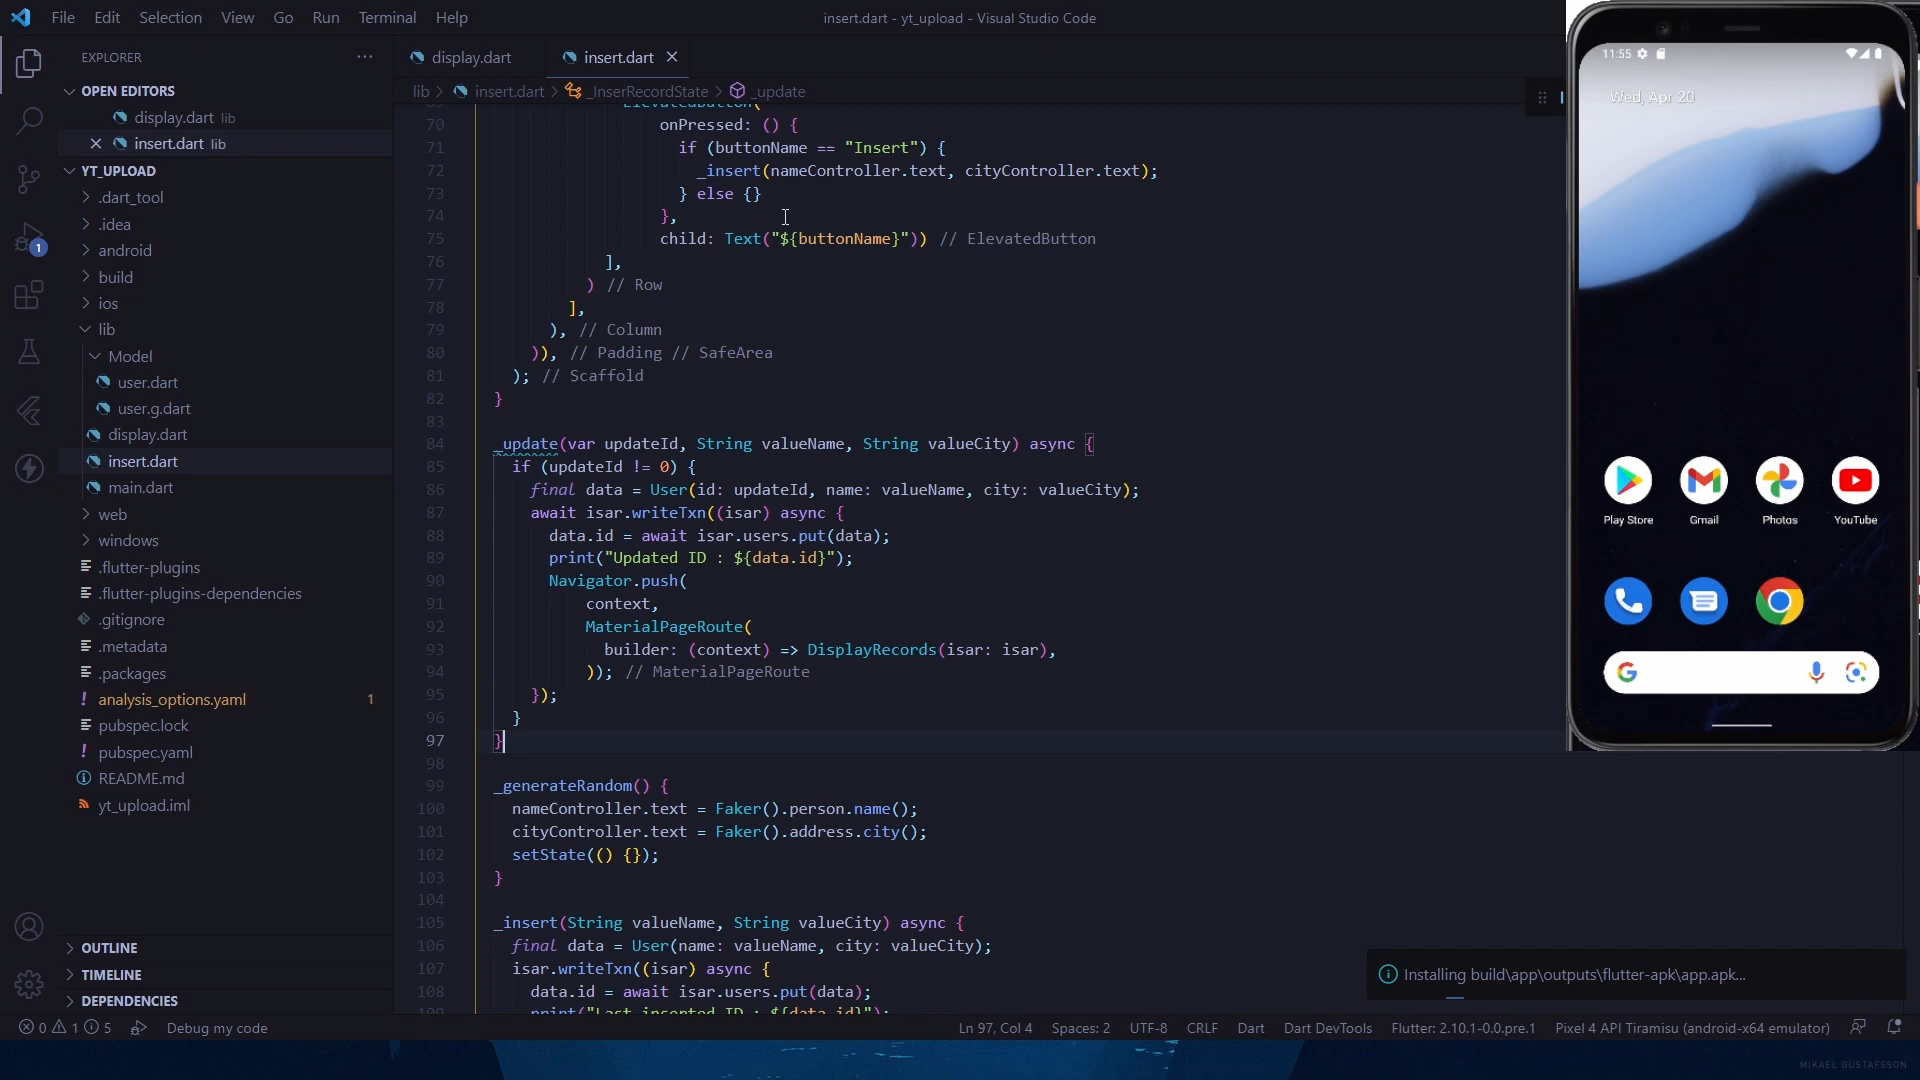 File Edit Selection View Go Run Terminal Help
insert.dart - yt_upload - Visual Studio Code
EXPLORER
OPEN EDITORS
display.dart lib
insert.dart lib
YT_UPLOAD
.dart_tool
.idea
android
build
ios
lib
Model
user.dart
user.g.dart
display.dart
insert.dart
main.dart
web
windows
.flutter-plugins
.flutter-plugins-dependencies
.gitignore
.metadata
.packages
analysis_options.yaml 1
pubspec.lock
pubspec.yaml
README.md
yt_upload.iml
OUTLINE
TIMELINE
DEPENDENCIES
1
display.dart
insert.dart
lib > insert.dart > _InserRecordState > _update
69 ElevatedButton(
70 onPressed: () {
71 if (buttonName == "Insert") {
72 _insert(nameController.text, cityController.text);
73 } else {}
74 },
75 child: Text("${buttonName}")) // ElevatedButton
76 ],
77 ) // Row
78 ],
79 ), // Column
80 )), // Padding // SafeArea
81 ); // Scaffold
82 }
83
84 _update(var updateId, String valueName, String valueCity) async {
85 if (updateId != 0) {
86 final data = User(id: updateId, name: valueName, city: valueCity);
87 await isar.writeTxn((isar) async {
88 data.id = await isar.users.put(data);
89 print("Updated ID : ${data.id}");
90 Navigator.push(
91 context,
92 MaterialPageRoute(
93 builder: (context) => DisplayRecords(isar: isar),
94 )); // MaterialPageRoute
95 });
96 }
97 }
98
99 _generateRandom() {
100 nameController.text = Faker().person.name();
101 cityController.text = Faker().address.city();
102 setState(() {});
103 }
104
105 _insert(String valueName, String valueCity) async {
106 final data = User(name: valueName, city: valueCity);
107 isar.writeTxn((isar) async {
108 data.id = await isar.users.put(data);
109 print("Last inserted ID : ${data.id}");
11:55
Wed, Apr 20
Play Store Gmail Photos YouTube
Installing build\app\outputs\flutter-apk\app.apk...
0 1 5 Debug my code Ln 97, Col 4 Spaces: 2 UTF-8 CRLF Dart Dart DevTools Flutter: 2.10.1-0.0.pre.1 Pixel 4 API Tiramisu (android-x64 emulator)
MIKAEL GUSTAFSSON